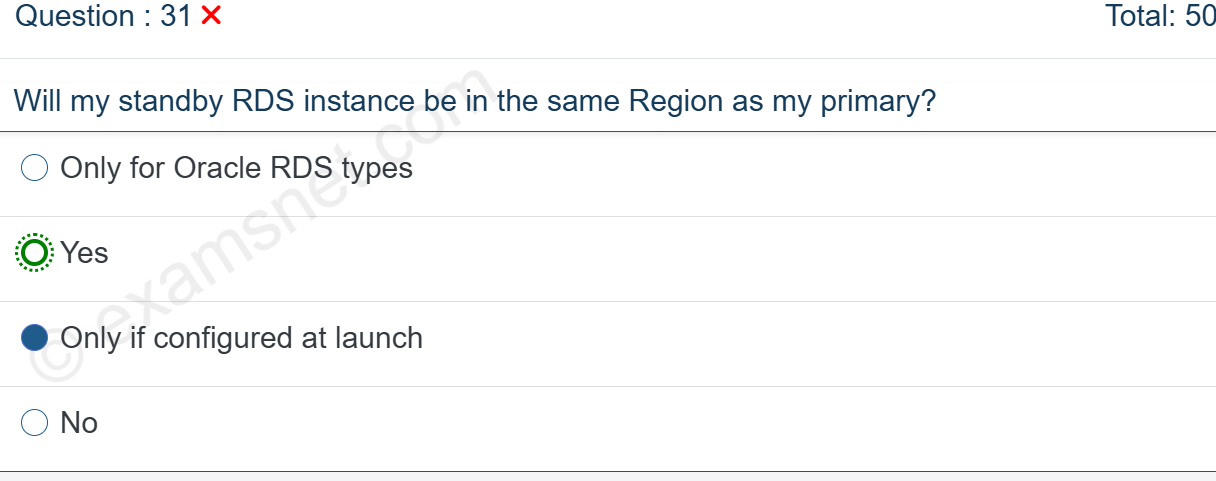 Question : 31 Total: 50
Will my standby RDS instance be in the same Region as my primary?
Only for Oracle RDS types
Yes
Only if configured at launch
No
© examsnet.com